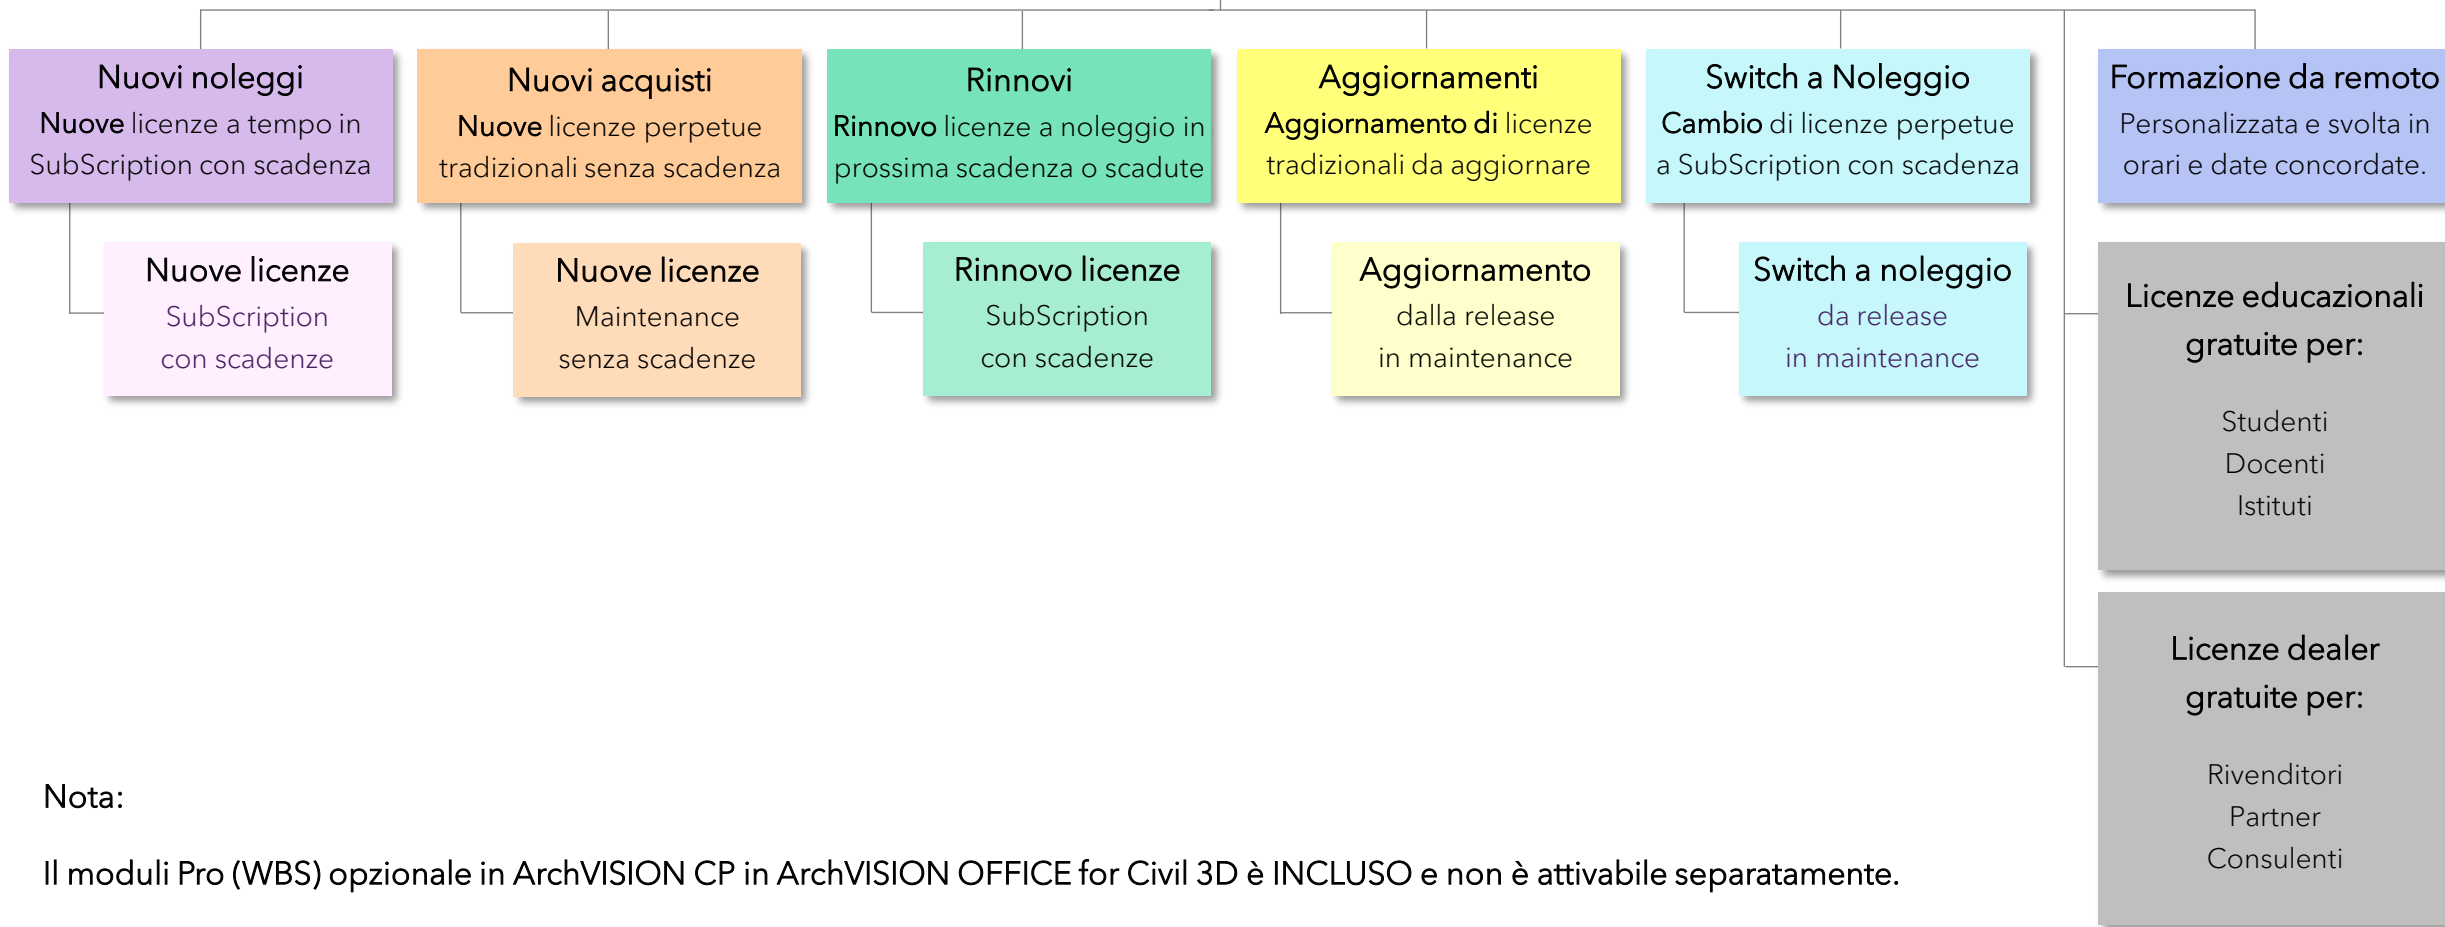 Nuovi noleggi
Nuove licenze a tempo in
SubScription con scadenza
Nuovi acquisti
Nuove licenze perpetue
tradizionali senza scadenza
Rinnovi
Rinnovo licenze a noleggio in
prossima scadenza o scadute
Aggiornamenti
Aggiornamento di licenze
tradizionali da aggiornare
Switch a Noleggio
Cambio di licenze perpetue
a SubScription con scadenza
Formazione da remoto
Personalizzata e svolta in
orari e date concordate.
Nuove licenze
SubScription
con scadenze
Nuove licenze
Maintenance
senza scadenze
Rinnovo licenze
SubScription
con scadenze
Aggiornamento
dalla release
in maintenance
Switch a noleggio
da release
in maintenance
Licenze educazionali
gratuite per:
Studenti
Docenti
Istituti
Licenze dealer
gratuite per:
Rivenditori
Partner
Consulenti
Nota:
Il moduli Pro (WBS) opzionale in ArchVISION CP in ArchVISION OFFICE for Civil 3D è INCLUSO e non è attivabile separatamente.